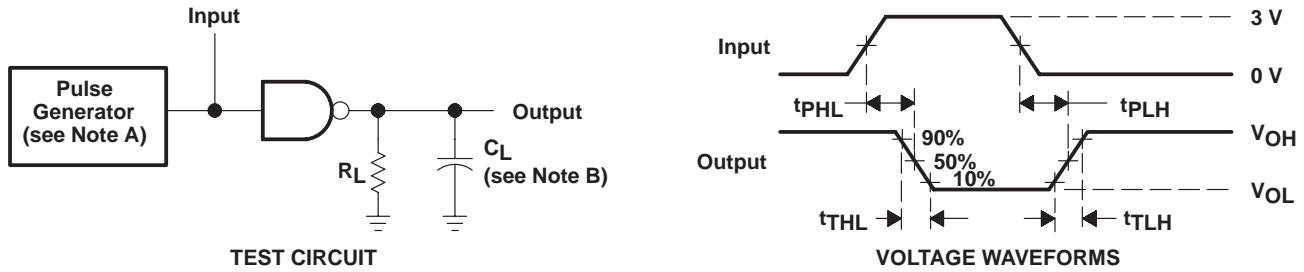 Input
Pulse
Generator
(see Note A)
Output
RL
CL
(see Note B)
TEST CIRCUIT
3 V
Input
0 V
tPHL
tPLH
90%
50%
10%
VOH
Output
VOL
tTHL
tTLH
VOLTAGE WAVEFORMS